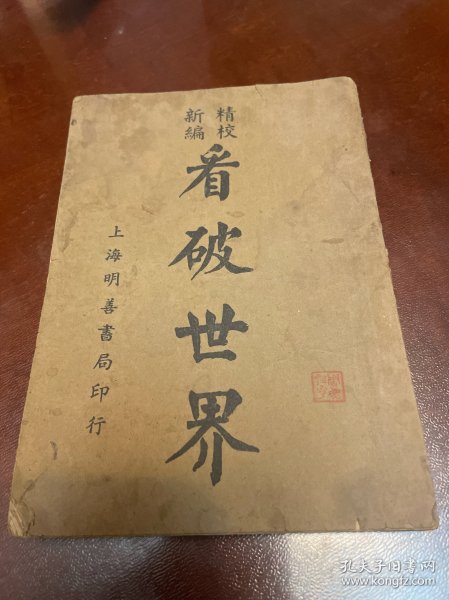 精校
新編
看破世界
上海明善書局印行
孔夫子旧书网
www.kongfz.com